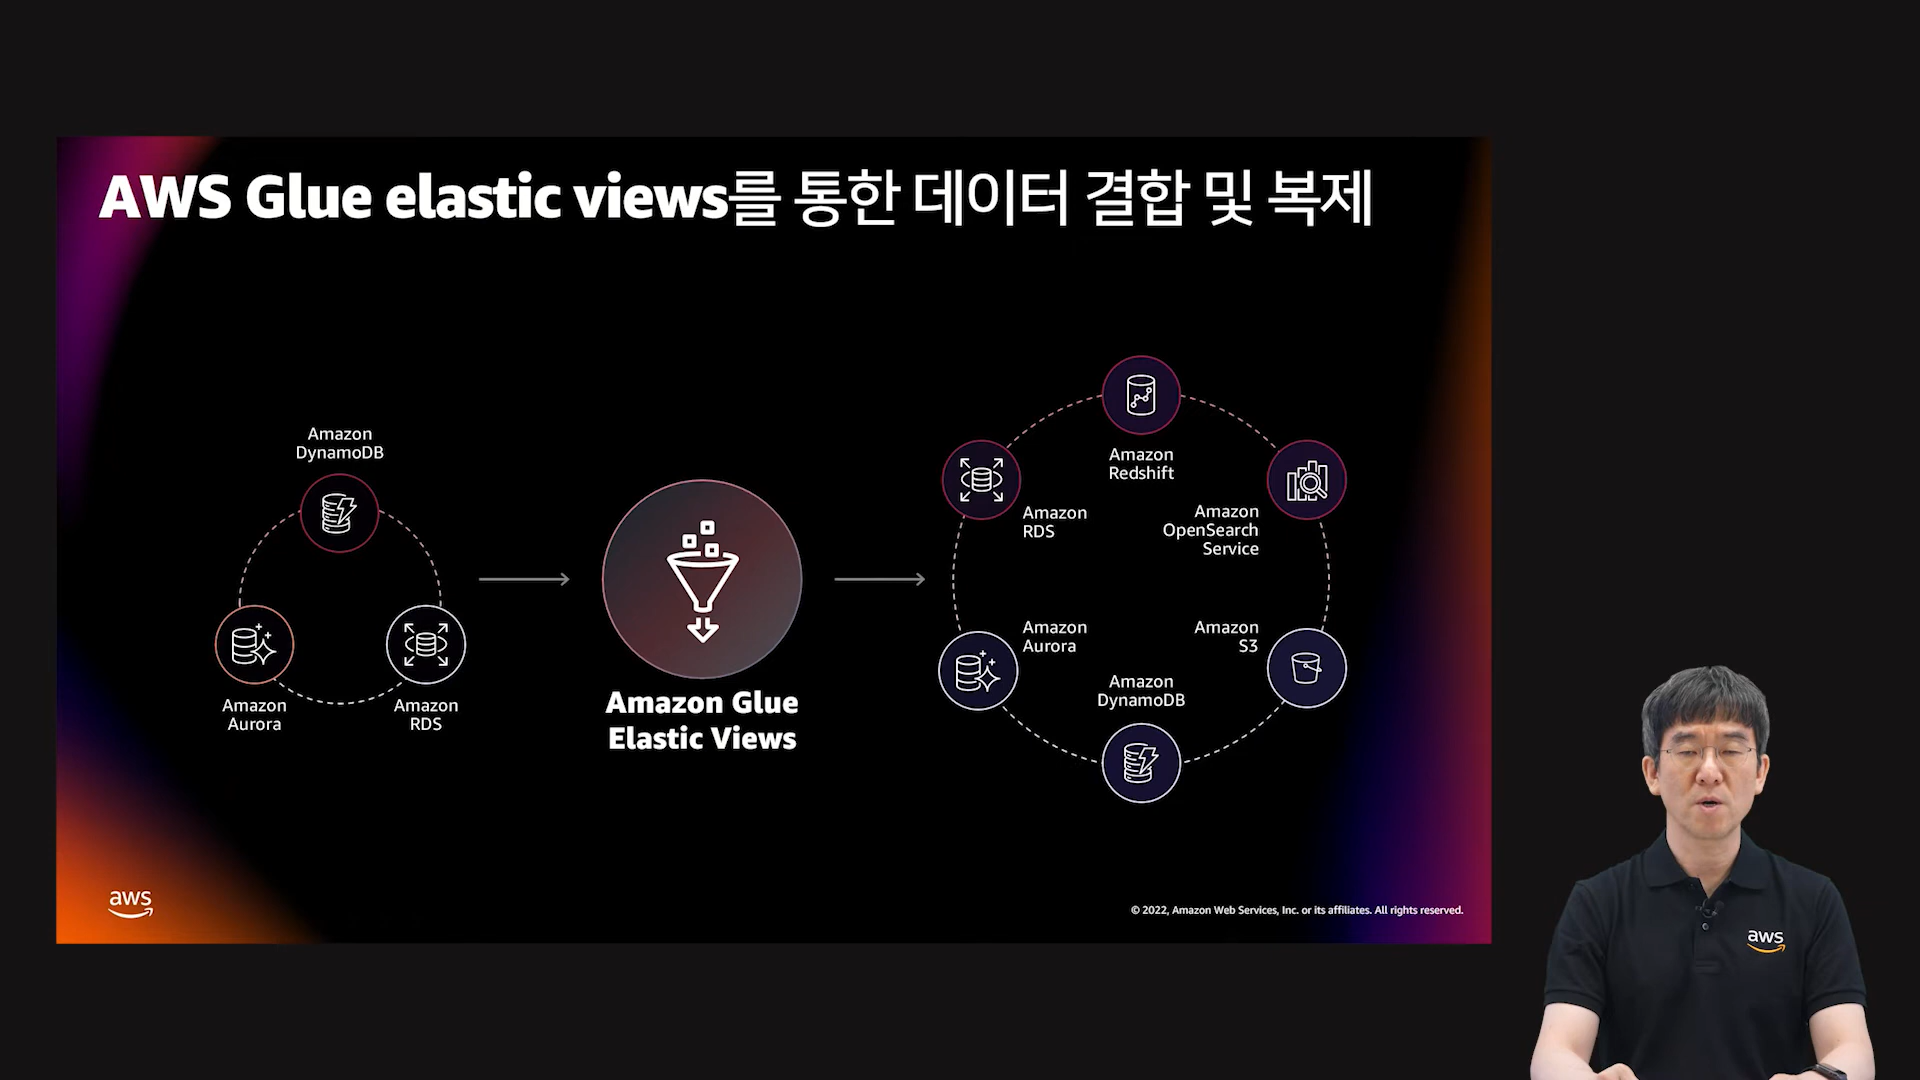 AWS Glue elastic views를 통한 데이터 결합 및 복제
Amazon
DynamoDB
Amazon
Aurora
Amazon
RDS
Amazon Glue
Elastic Views
Amazon
Redshift
Amazon
RDS
Amazon
OpenSearch
Service
Amazon
Aurora
Amazon
S3
Amazon
DynamoDB
aws
© 2022, Amazon Web Services, Inc. or its affiliates. All rights reserved.
aws